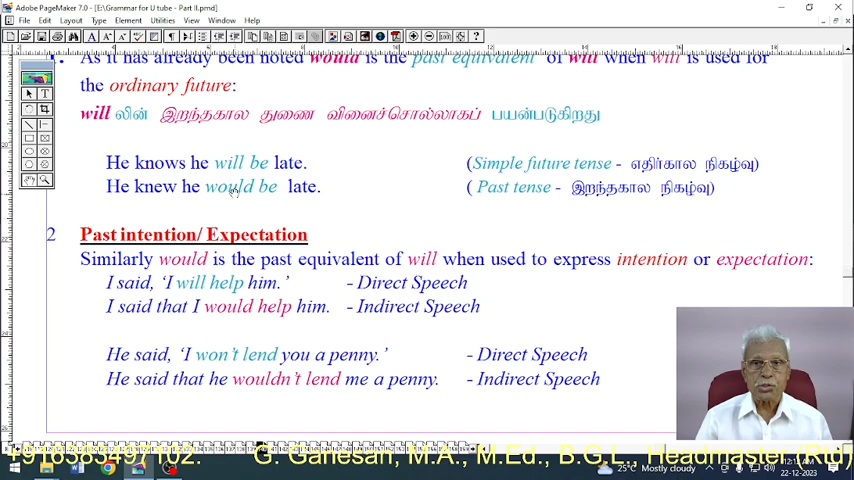 Adobe PageMaker 7.0 - [E:\Grammar for U tube - Part II.pmd]
File Edit Layout Type Element Utilities View Window Help
1. As it has already been noted would is the past equivalent of will when will is used for
the ordinary future:
will லின் இறந்தகால துணை வினைச்சொல்லாகப் பயன்படுகிறது
He knows he will be late. (Simple future tense - எதிர்கால நிகழ்வு)
He knew he would be late. ( Past tense - இறந்தகால நிகழ்வு)
2 Past intention/ Expectation
Similarly would is the past equivalent of will when used to express intention or expectation:
I said, ‘I will help him.’ - Direct Speech
I said that I would help him. - Indirect Speech
He said, ‘I won’t lend you a penny.’ - Direct Speech
He said that he wouldn’t lend me a penny. - Indirect Speech
G. Ganesan, M.A., M.Ed., B.G.L., Headmaster (Rtd)
25°C Mostly cloudy
22-12-2023